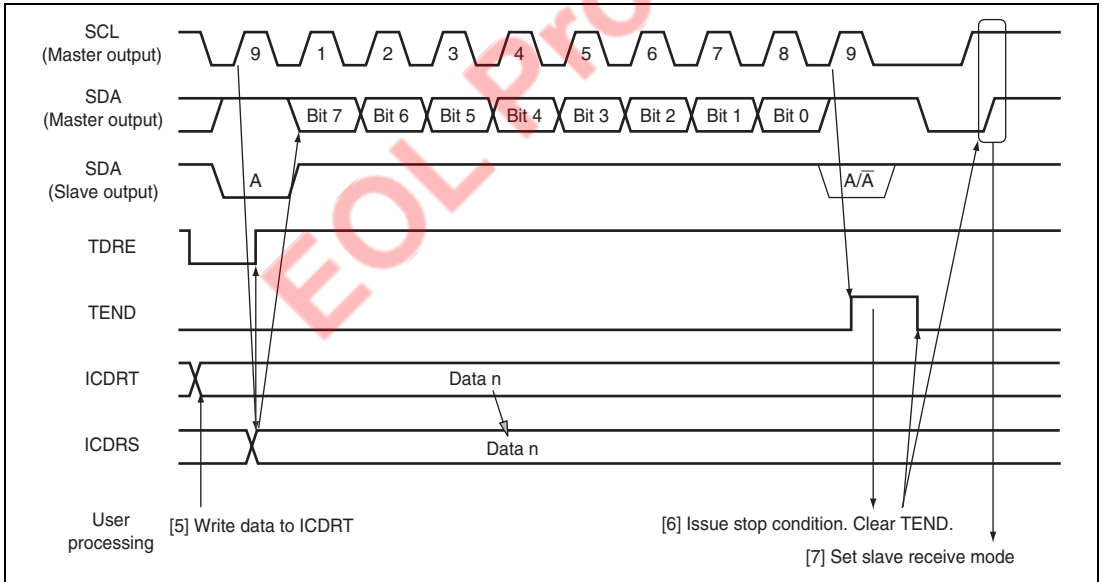 SCL
(Master output)
9 1 2 3 4 5 6 7 8 9
SDA
(Master output)
Bit 7 Bit 6 Bit 5 Bit 4 Bit 3 Bit 2 Bit 1 Bit 0
SDA
(Slave output)
A A/A̅
TDRE
TEND
ICDRT
Data n
ICDRS
Data n
User
processing
[5] Write data to ICDRT
[6] Issue stop condition. Clear TEND.
[7] Set slave receive mode
EOL Pro